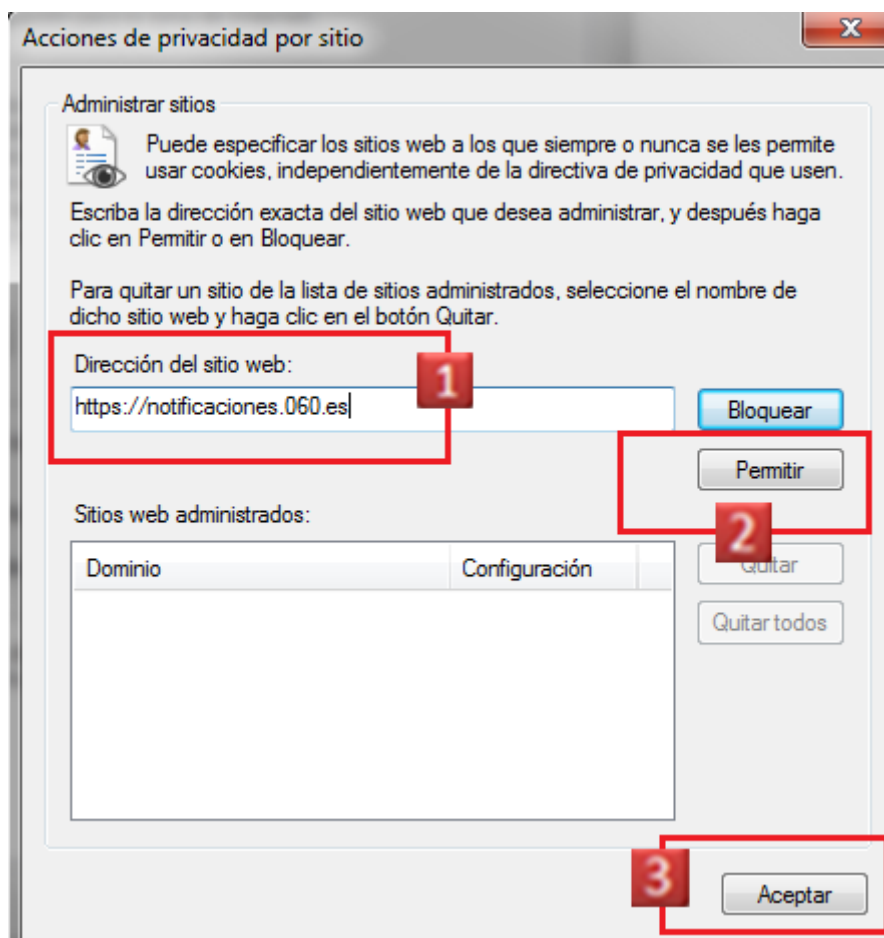 Acciones de privacidad por sitio
Administrar sitios
Puede especificar los sitios web a los que siempre o nunca se les permite
usar cookies, independientemente de la directiva de privacidad que usen.
Escriba la dirección exacta del sitio web que desea administrar, y después haga
clic en Permitir o en Bloquear.
Para quitar un sitio de la lista de sitios administrados, seleccione el nombre de
dicho sitio web y haga clic en el botón Quitar.
Dirección del sitio web:
1
https://notificaciones.060.es
Bloquear
Permitir
2
Sitios web administrados:
Dominio
Configuración
Quitar
Quitar todos
3
Aceptar